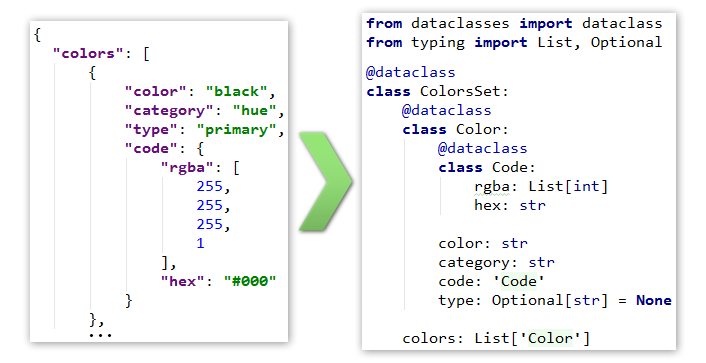 {
"colors": [
{
"color": "black",
"category": "hue",
"type": "primary",
"code": {
"rgba": [
255,
255,
255,
1
],
"hex": "#000"
}
},
...
from dataclasses import dataclass
from typing import List, Optional
@dataclass
class ColorsSet:
@dataclass
class Color:
@dataclass
class Code:
rgba: List[int]
hex: str
color: str
category: str
code: 'Code'
type: Optional[str] = None
colors: List['Color']